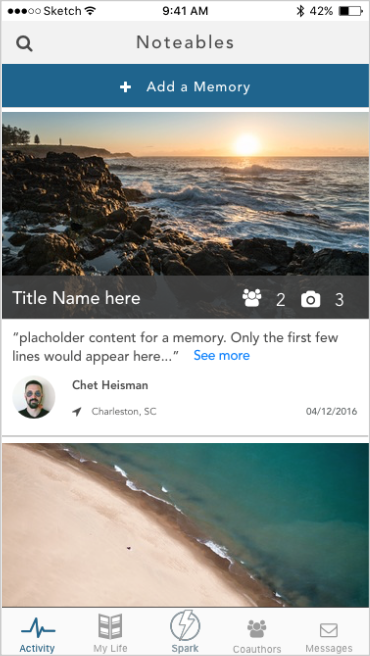 Sketch 9:41 AM 42%
Noteables
+ Add a Memory
Title Name here 2 3
“placholder content for a memory. Only the first few
lines would appear here...” See more
Chet Heisman
Charleston, SC 04/12/2016
Activity My Life Spark Coauthors Messages